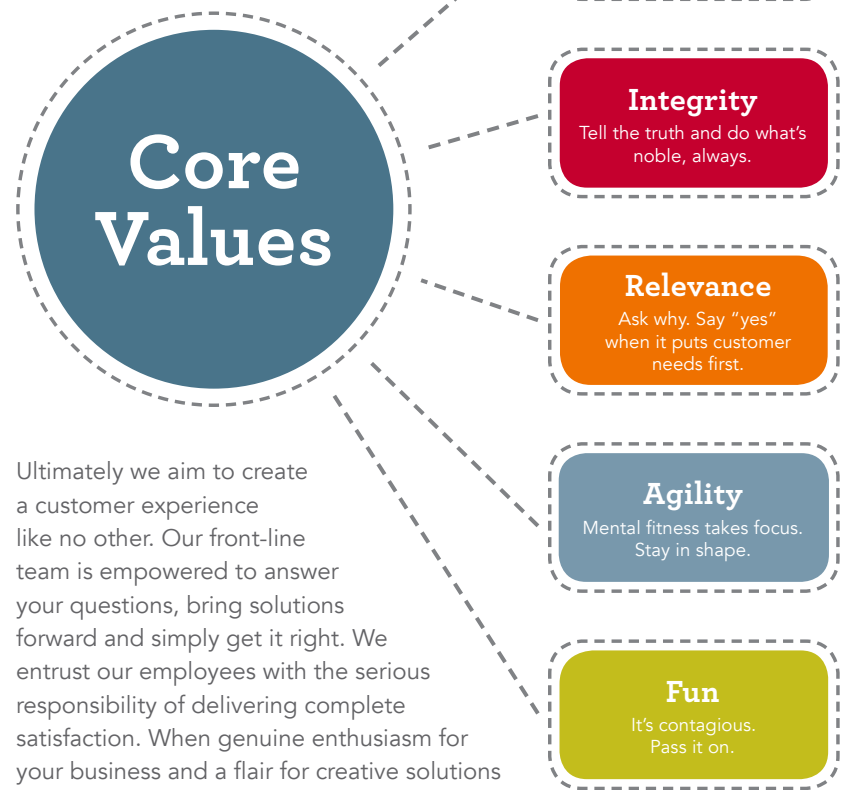 Core
Values
Integrity
Tell the truth and do what’s
noble, always.
Relevance
Ask why. Say “yes”
when it puts customer
needs first.
Agility
Mental fitness takes focus.
Stay in shape.
Fun
It’s contagious.
Pass it on.
Ultimately we aim to create
a customer experience
like no other. Our front-line
team is empowered to answer
your questions, bring solutions
forward and simply get it right. We
entrust our employees with the serious
responsibility of delivering complete
satisfaction. When genuine enthusiasm for
your business and a flair for creative solutions